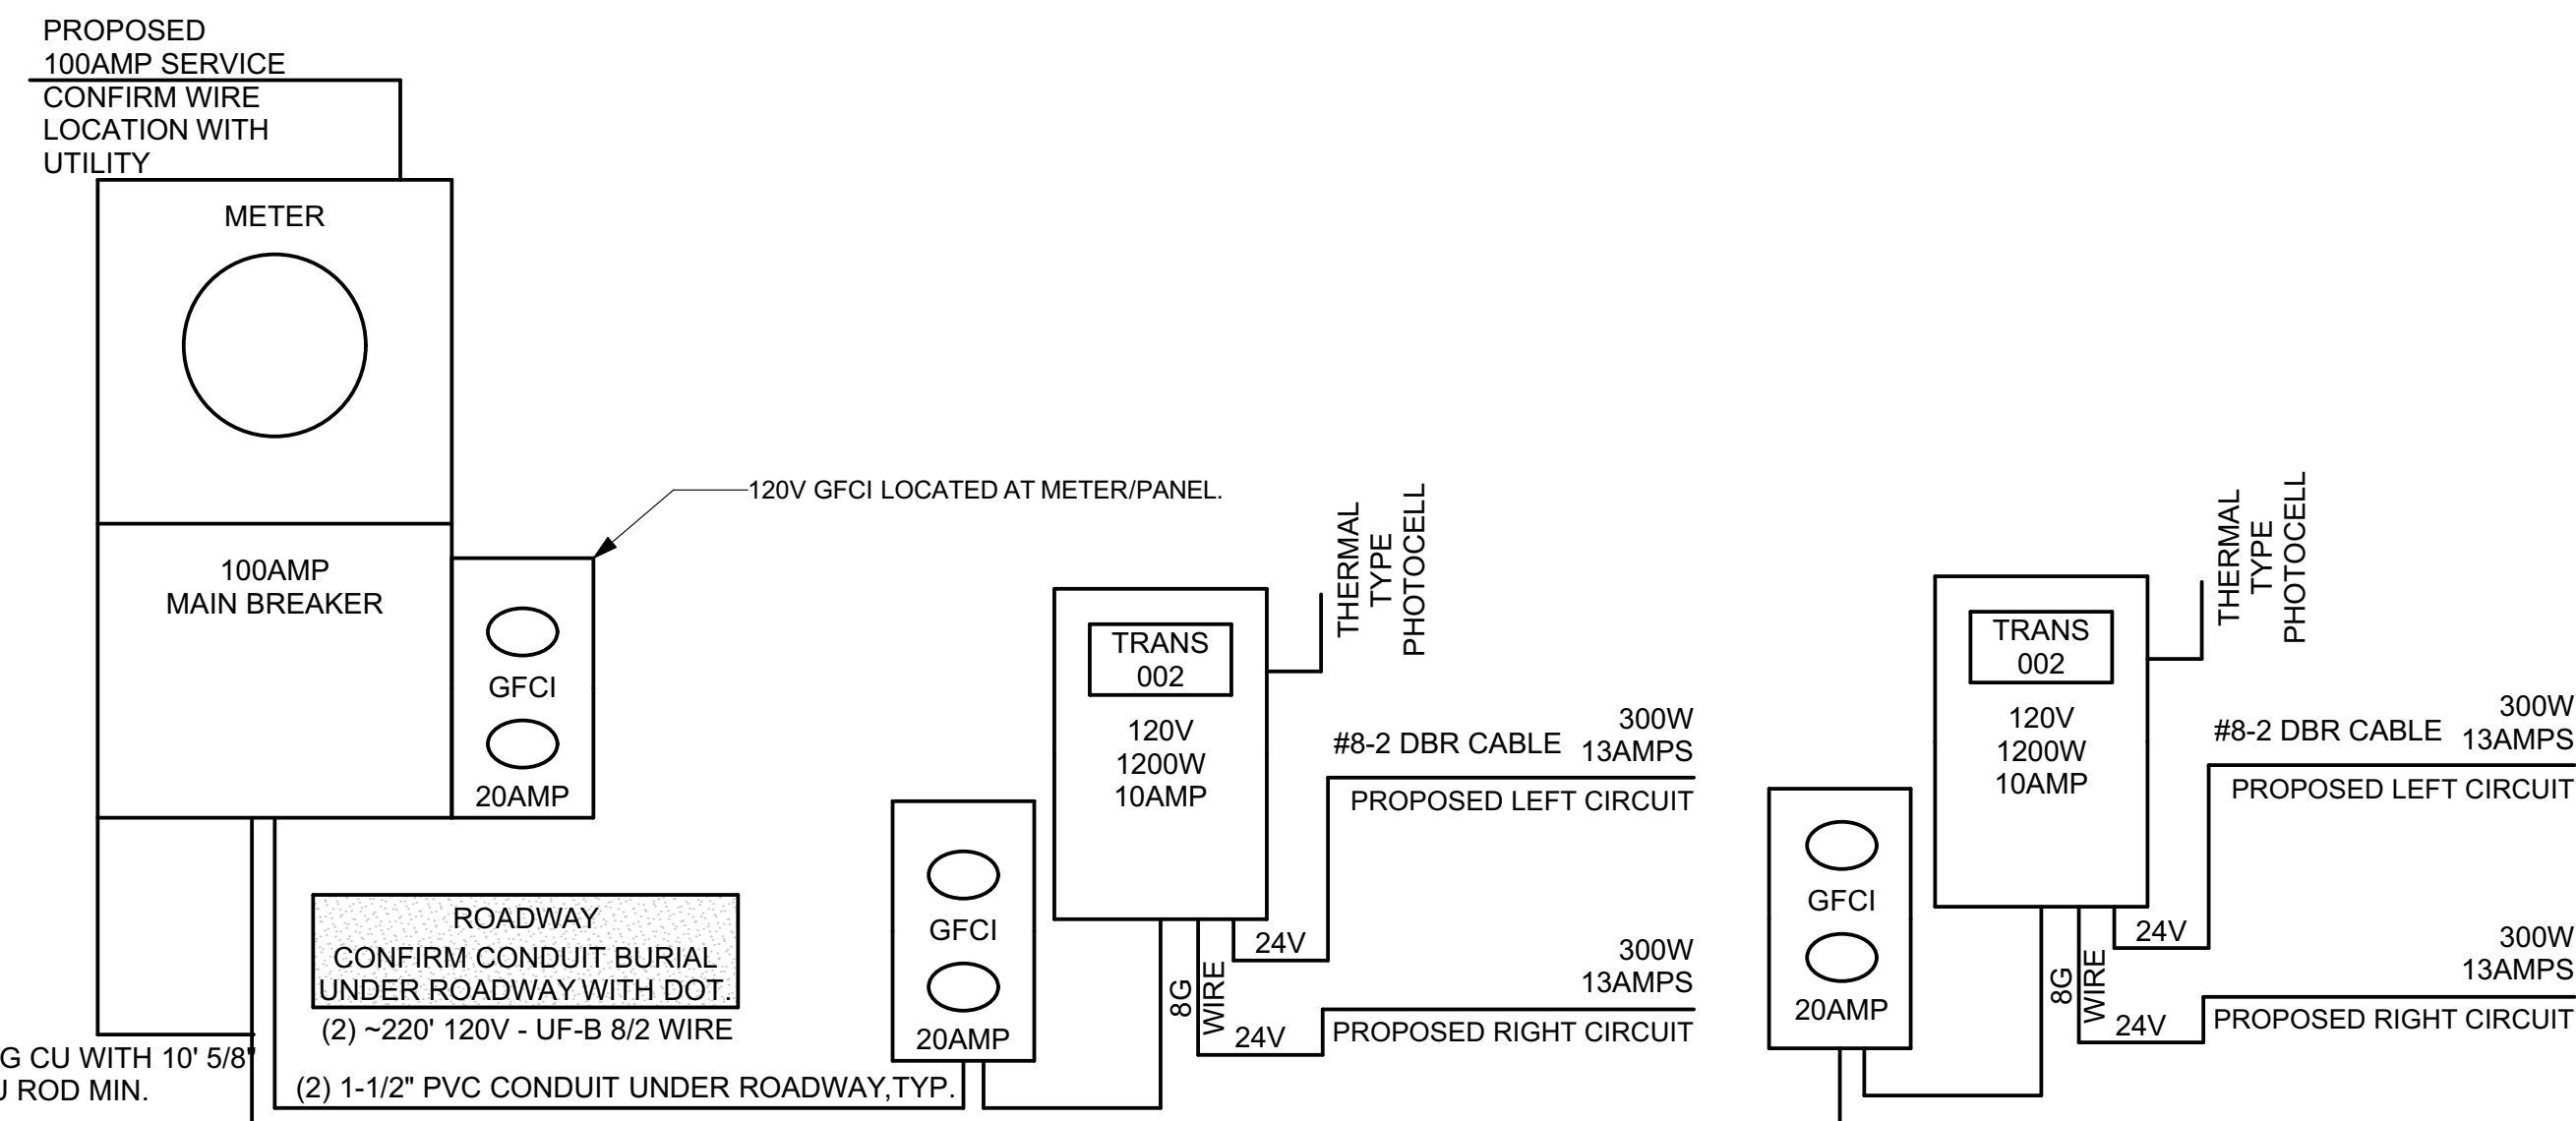 PROPOSED
100AMP SERVICE
CONFIRM WIRE
LOCATION WITH
UTILITY
METER
100AMP
MAIN BREAKER
GFCI
20AMP
120V GFCI LOCATED AT METER/PANEL.
ROADWAY
CONFIRM CONDUIT BURIAL
UNDER ROADWAY WITH DOT.
(2) ~220' 120V - UF-B 8/2 WIRE
(2) 1-1/2" PVC CONDUIT UNDER ROADWAY,TYP.
G CU WITH 10' 5/8"
ROD MIN.
GFCI
20AMP
TRANS
002
120V
1200W
10AMP
THERMAL
TYPE
PHOTOCELL
#8-2 DBR CABLE
300W
13AMPS
PROPOSED LEFT CIRCUIT
24V
8G
WIRE
24V
300W
13AMPS
PROPOSED RIGHT CIRCUIT
GFCI
20AMP
TRANS
002
120V
1200W
10AMP
THERMAL
TYPE
PHOTOCELL
#8-2 DBR CABLE
300W
13AMPS
PROPOSED LEFT CIRCUIT
24V
8G
WIRE
24V
300W
13AMPS
PROPOSED RIGHT CIRCUIT